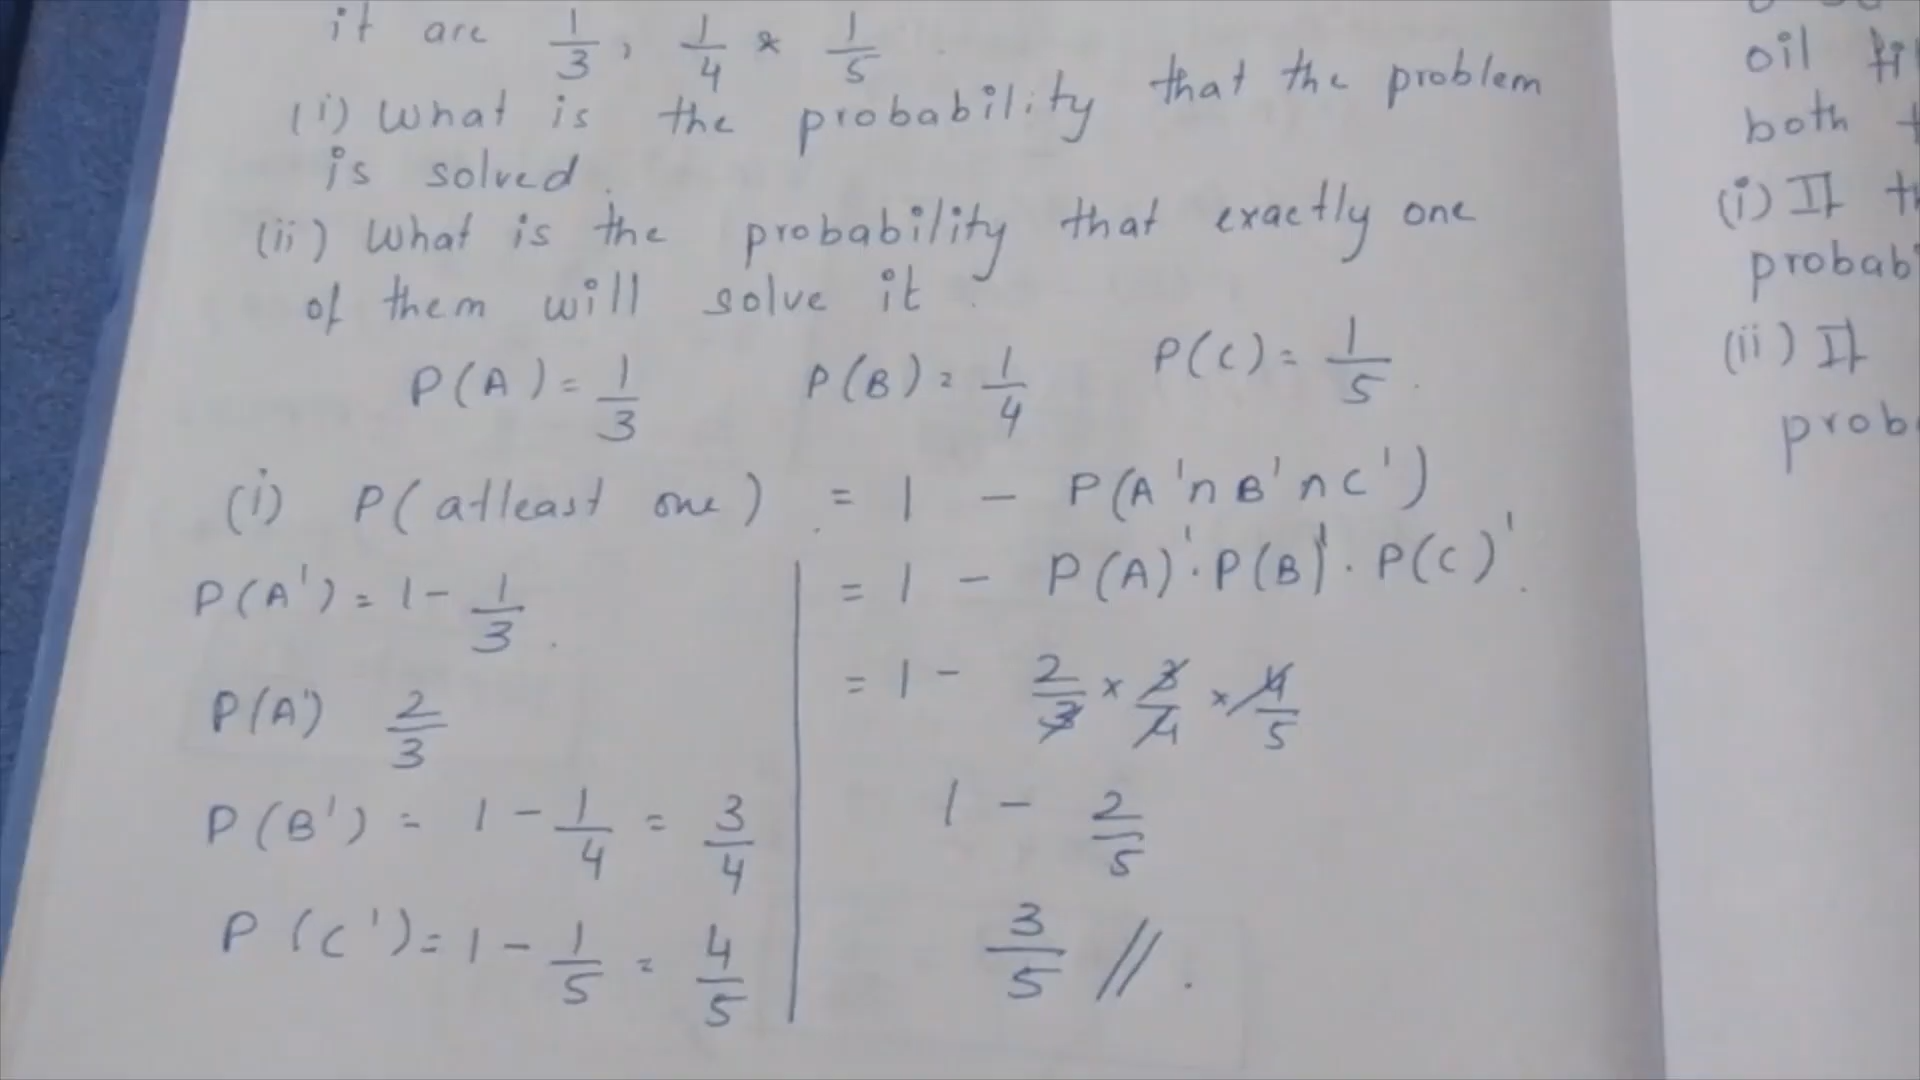 it are 1/3, 1/4 & 1/5.
(i) What is the probability that the problem
is solved.
(ii) What is the probability that exactly one
of them will solve it.
P(A) = 1/3 P(B) = 1/4 P(C) = 1/5.
(i) P(atleast one) = 1 - P(A'∩B'∩C')
= 1 - P(A)'·P(B)'·P(C)'.
= 1 - 2/3 × 3/4 × 4/5
1 - 2/5
3/5 //.
P(A') = 1 - 1/3.
P(A') 2/3
P(B') = 1 - 1/4 = 3/4
P(C') = 1 - 1/5 = 4/5
oil
both
(i) If
(ii) If